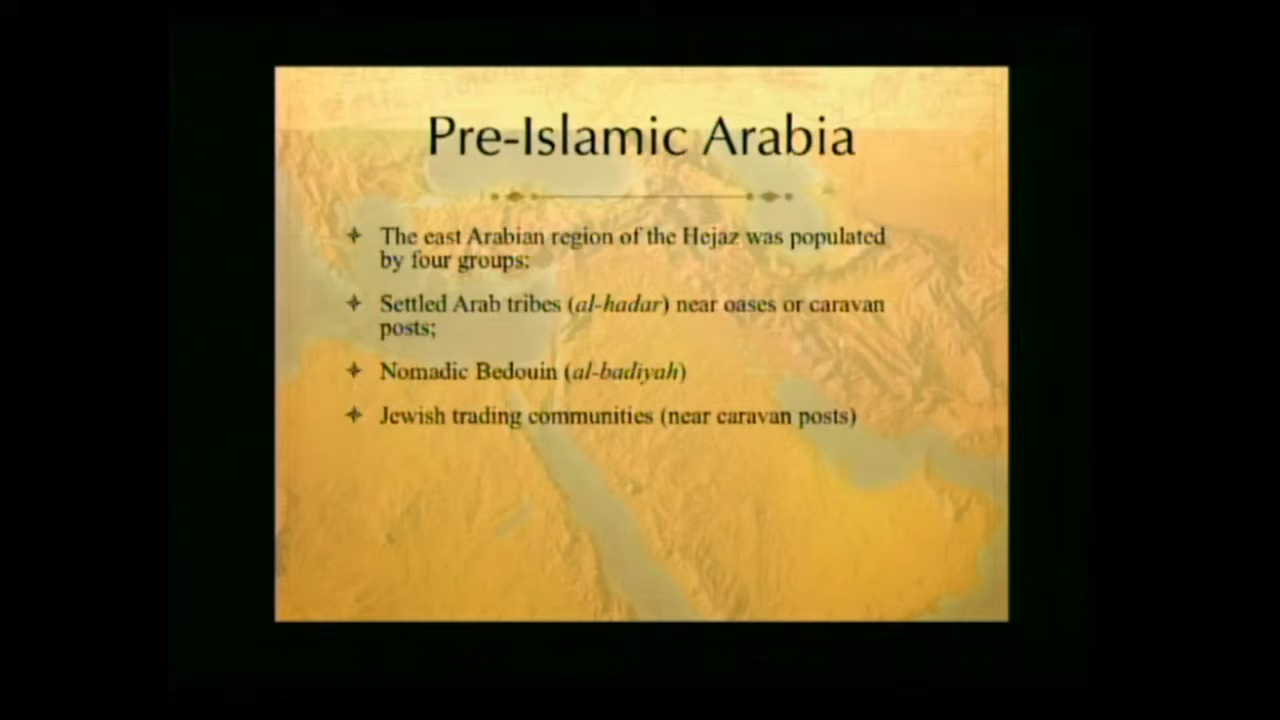 Pre-Islamic Arabia
The east Arabian region of the Hejaz was populated
by four groups:
Settled Arab tribes (al-hadar) near oases or caravan
posts;
Nomadic Bedouin (al-badiyah)
Jewish trading communities (near caravan posts)